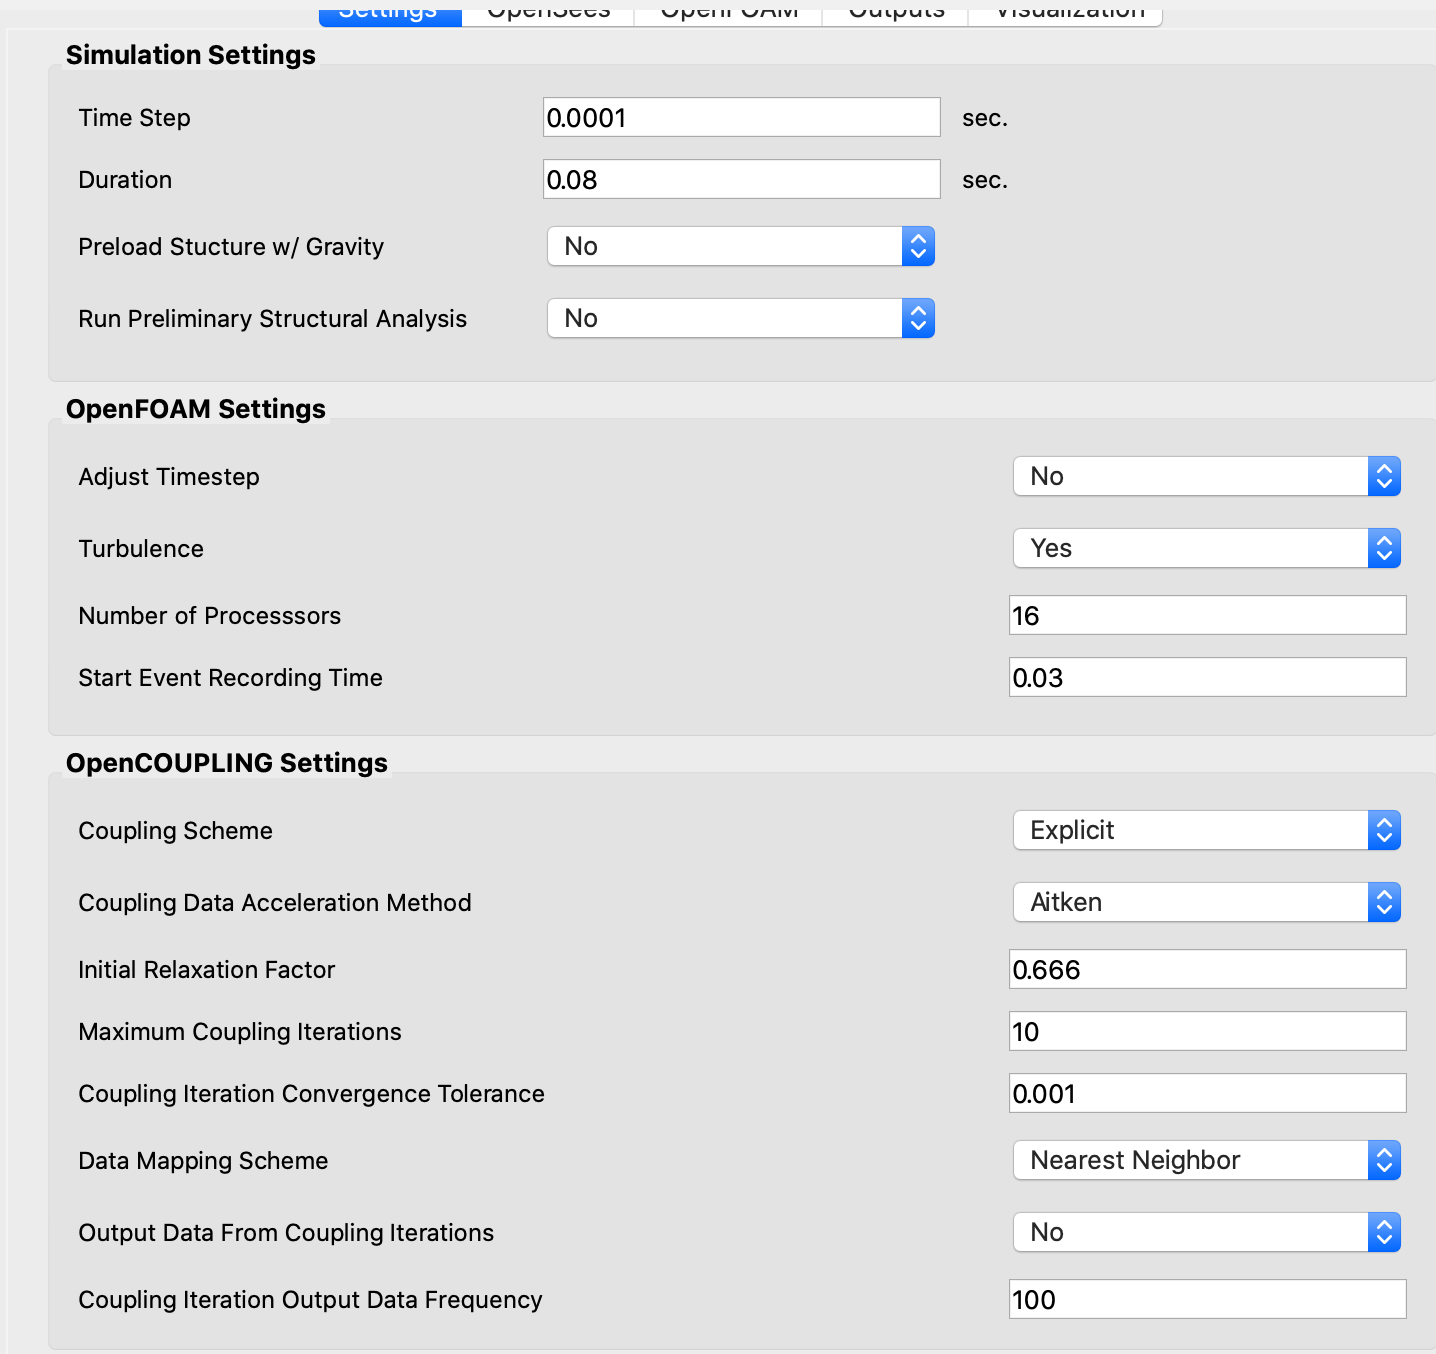 Settings OpenSees OpenFOAM Outputs Visualization
Simulation Settings
Time Step 0.0001 sec.
Duration 0.08 sec.
Preload Stucture w/ Gravity No
Run Preliminary Structural Analysis No
OpenFOAM Settings
Adjust Timestep No
Turbulence Yes
Number of Processsors 16
Start Event Recording Time 0.03
OpenCOUPLING Settings
Coupling Scheme Explicit
Coupling Data Acceleration Method Aitken
Initial Relaxation Factor 0.666
Maximum Coupling Iterations 10
Coupling Iteration Convergence Tolerance 0.001
Data Mapping Scheme Nearest Neighbor
Output Data From Coupling Iterations No
Coupling Iteration Output Data Frequency 100